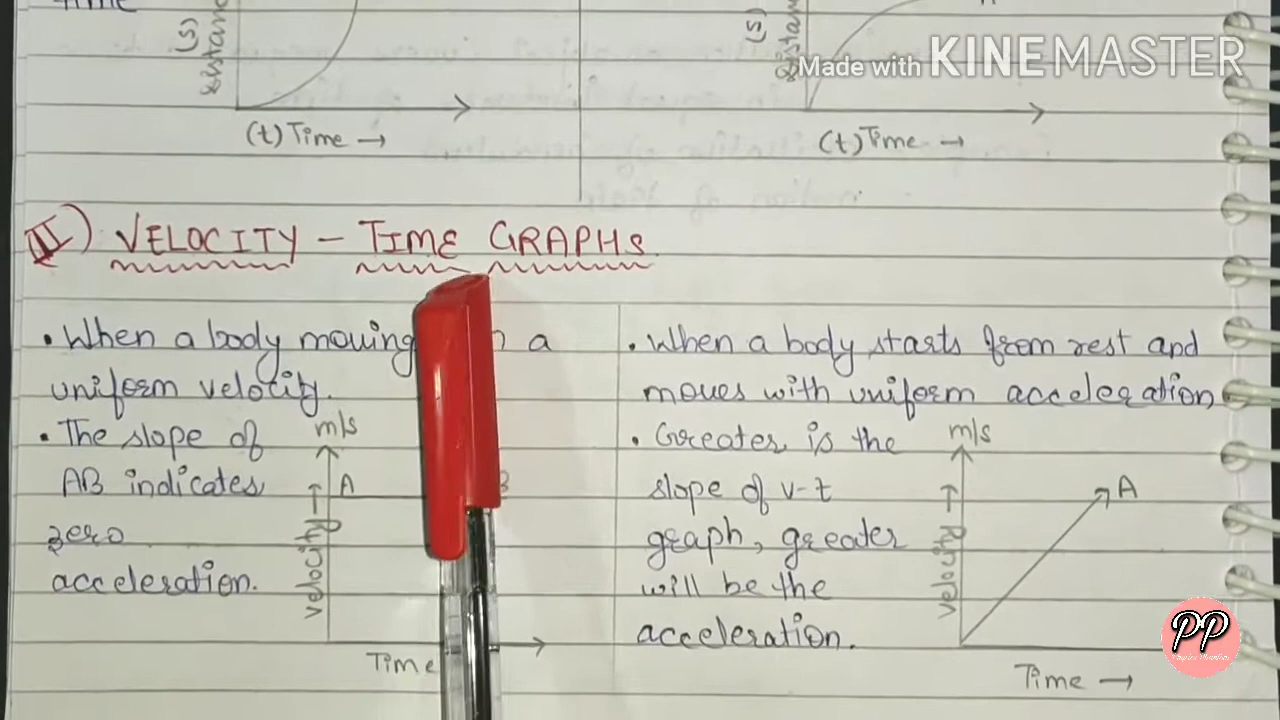 (s)
Distan
(t) Time →
(s)
Distan
A
(t) Time →
Made with KINEMASTER
II) VELOCITY - TIME GRAPHS
• When a body moving a
uniform velocity.
• The slope of
AB indicates
zero
acceleration.
m/s
A B
velocity →
Time
• When a body starts from rest and
moves with uniform acceleration
• Greater is the
slope of v-t
graph, greater
will be the
acceleration.
m/s
A
velocity →
Time →
PP